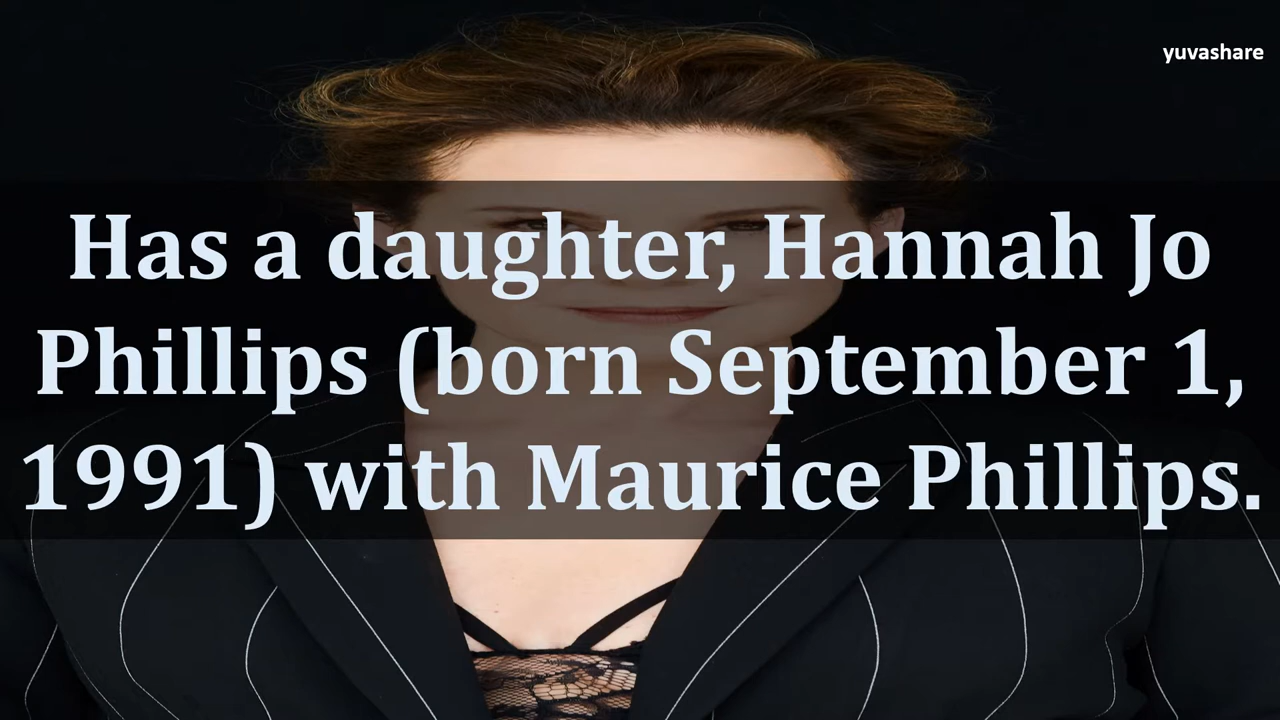 yuvashare
Has a daughter, Hannah Jo
Phillips (born September 1,
1991) with Maurice Phillips.